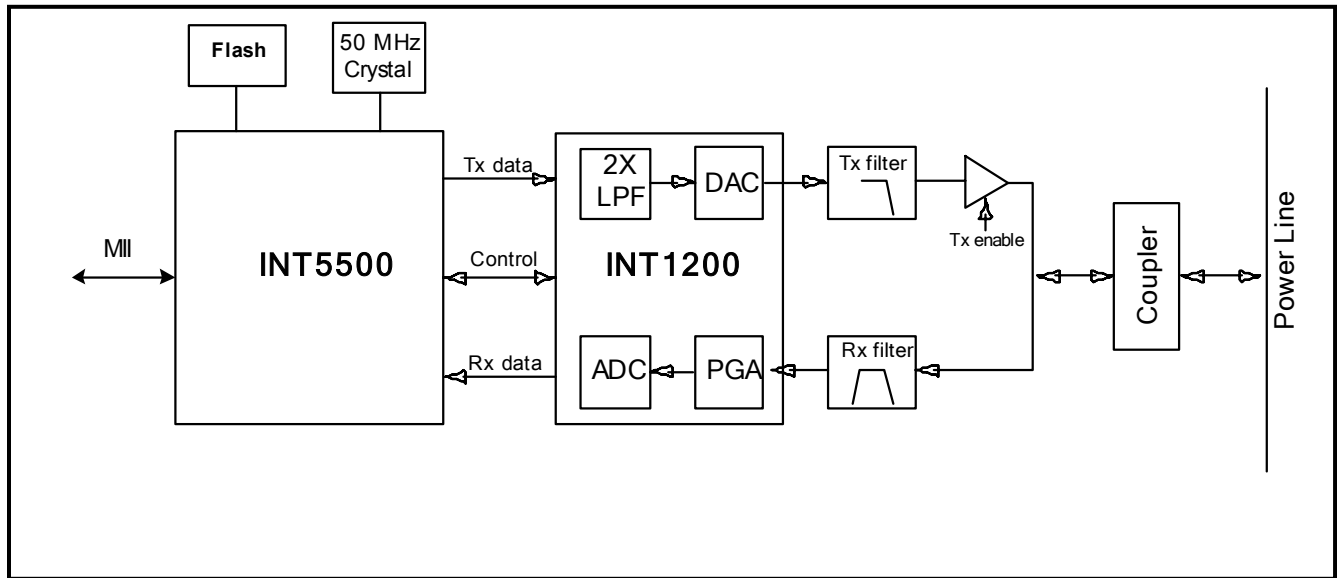 Flash
50 MHz
Crystal
MII
INT5500
Tx data
Control
Rx data
2X
LPF
DAC
INT1200
ADC
PGA
Tx filter
Tx enable
Rx filter
Coupler
Power Line